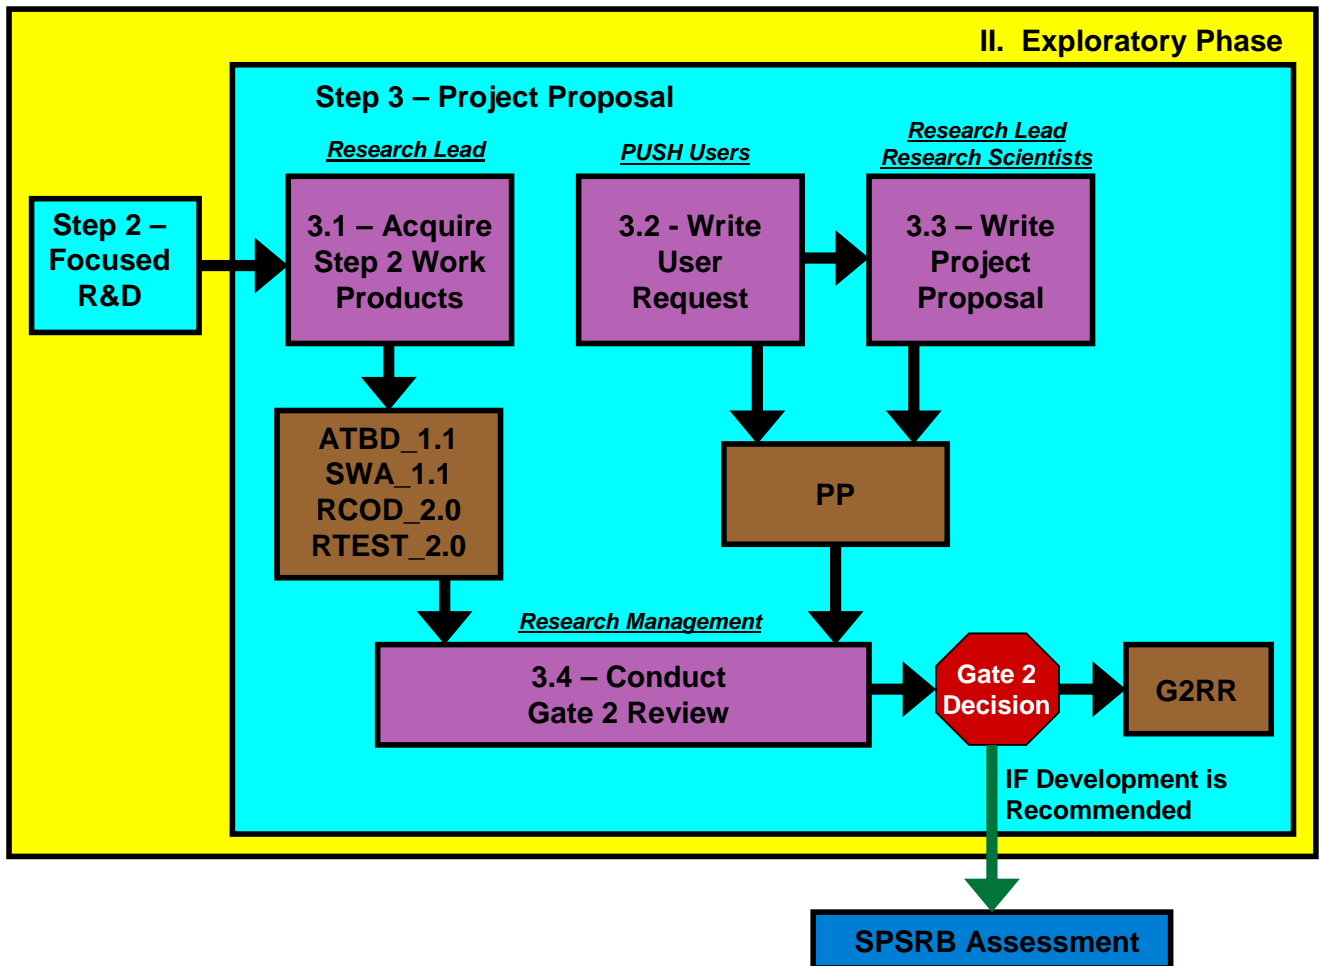 II. Exploratory Phase
Step 3 – Project Proposal
Research Lead
PUSH Users
Research Lead
Research Scientists
Step 2 –
Focused
R&D
3.1 – Acquire
Step 2 Work
Products
3.2 - Write
User
Request
3.3 – Write
Project
Proposal
ATBD_1.1
SWA_1.1
RCOD_2.0
RTEST_2.0
PP
Research Management
3.4 – Conduct
Gate 2 Review
Gate 2
Decision
G2RR
IF Development is
Recommended
SPSRB Assessment